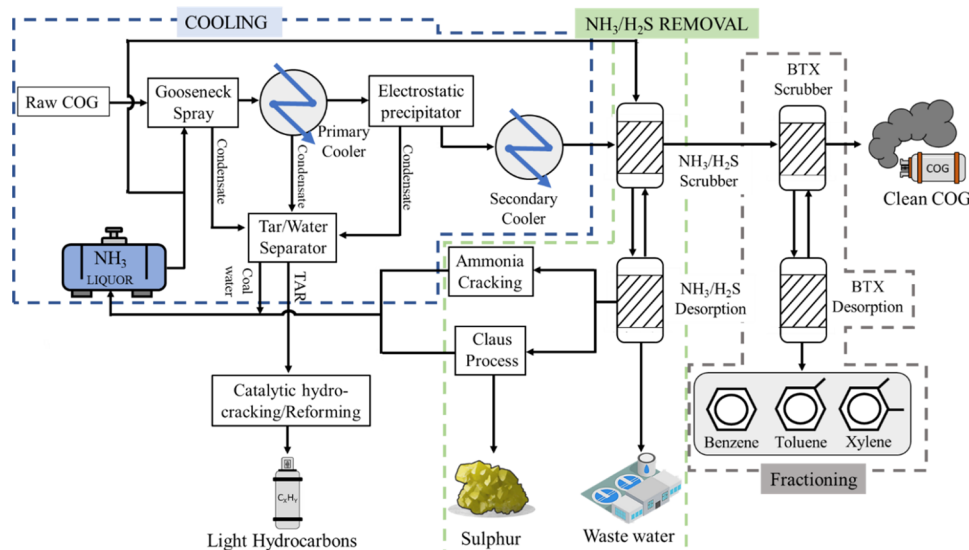 COOLING
NH₃/H₂S REMOVAL
Raw COG
Gooseneck
Spray
Primary
Cooler
Electrostatic
precipitator
Secondary
Cooler
BTX
Scrubber
NH₃/H₂S
Scrubber
COG
Clean COG
Condensate
Condensate
Condensate
Tar/Water
Separator
NH₃
LIQUOR
Coal
water
TAR
Ammonia
Cracking
NH₃/H₂S
Desorption
BTX
Desorption
Claus
Process
Catalytic hydro-
cracking/Reforming
Benzene
Toluene
Xylene
Fractioning
CxHY
Light Hydrocarbons
Sulphur
Waste water